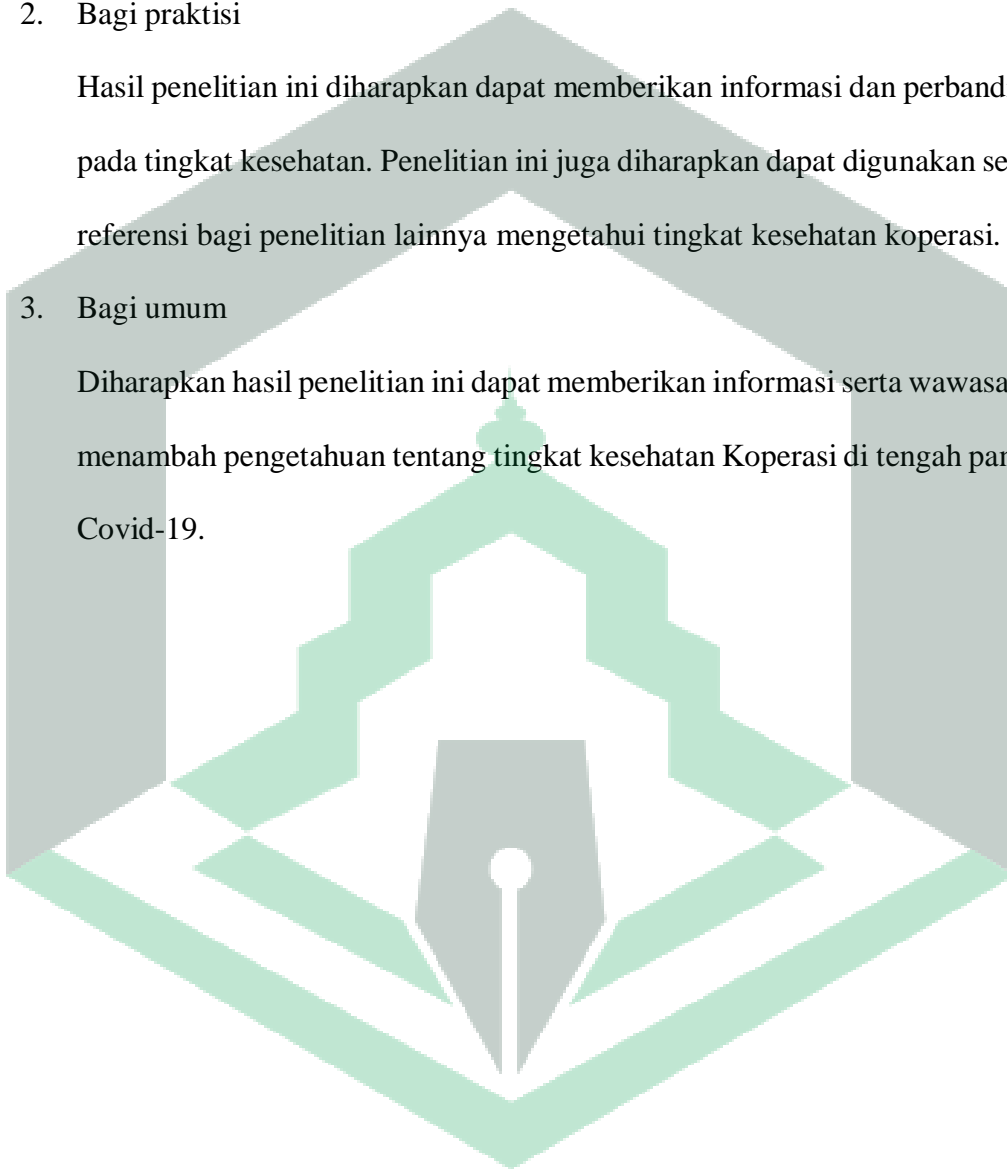 2. Bagi praktisi
Hasil penelitian ini diharapkan dapat memberikan informasi dan perband
pada tingkat kesehatan. Penelitian ini juga diharapkan dapat digunakan se
referensi bagi penelitian lainnya mengetahui tingkat kesehatan koperasi.
3. Bagi umum
Diharapkan hasil penelitian ini dapat memberikan informasi serta wawasa
menambah pengetahuan tentang tingkat kesehatan Koperasi di tengah pan
Covid-19.